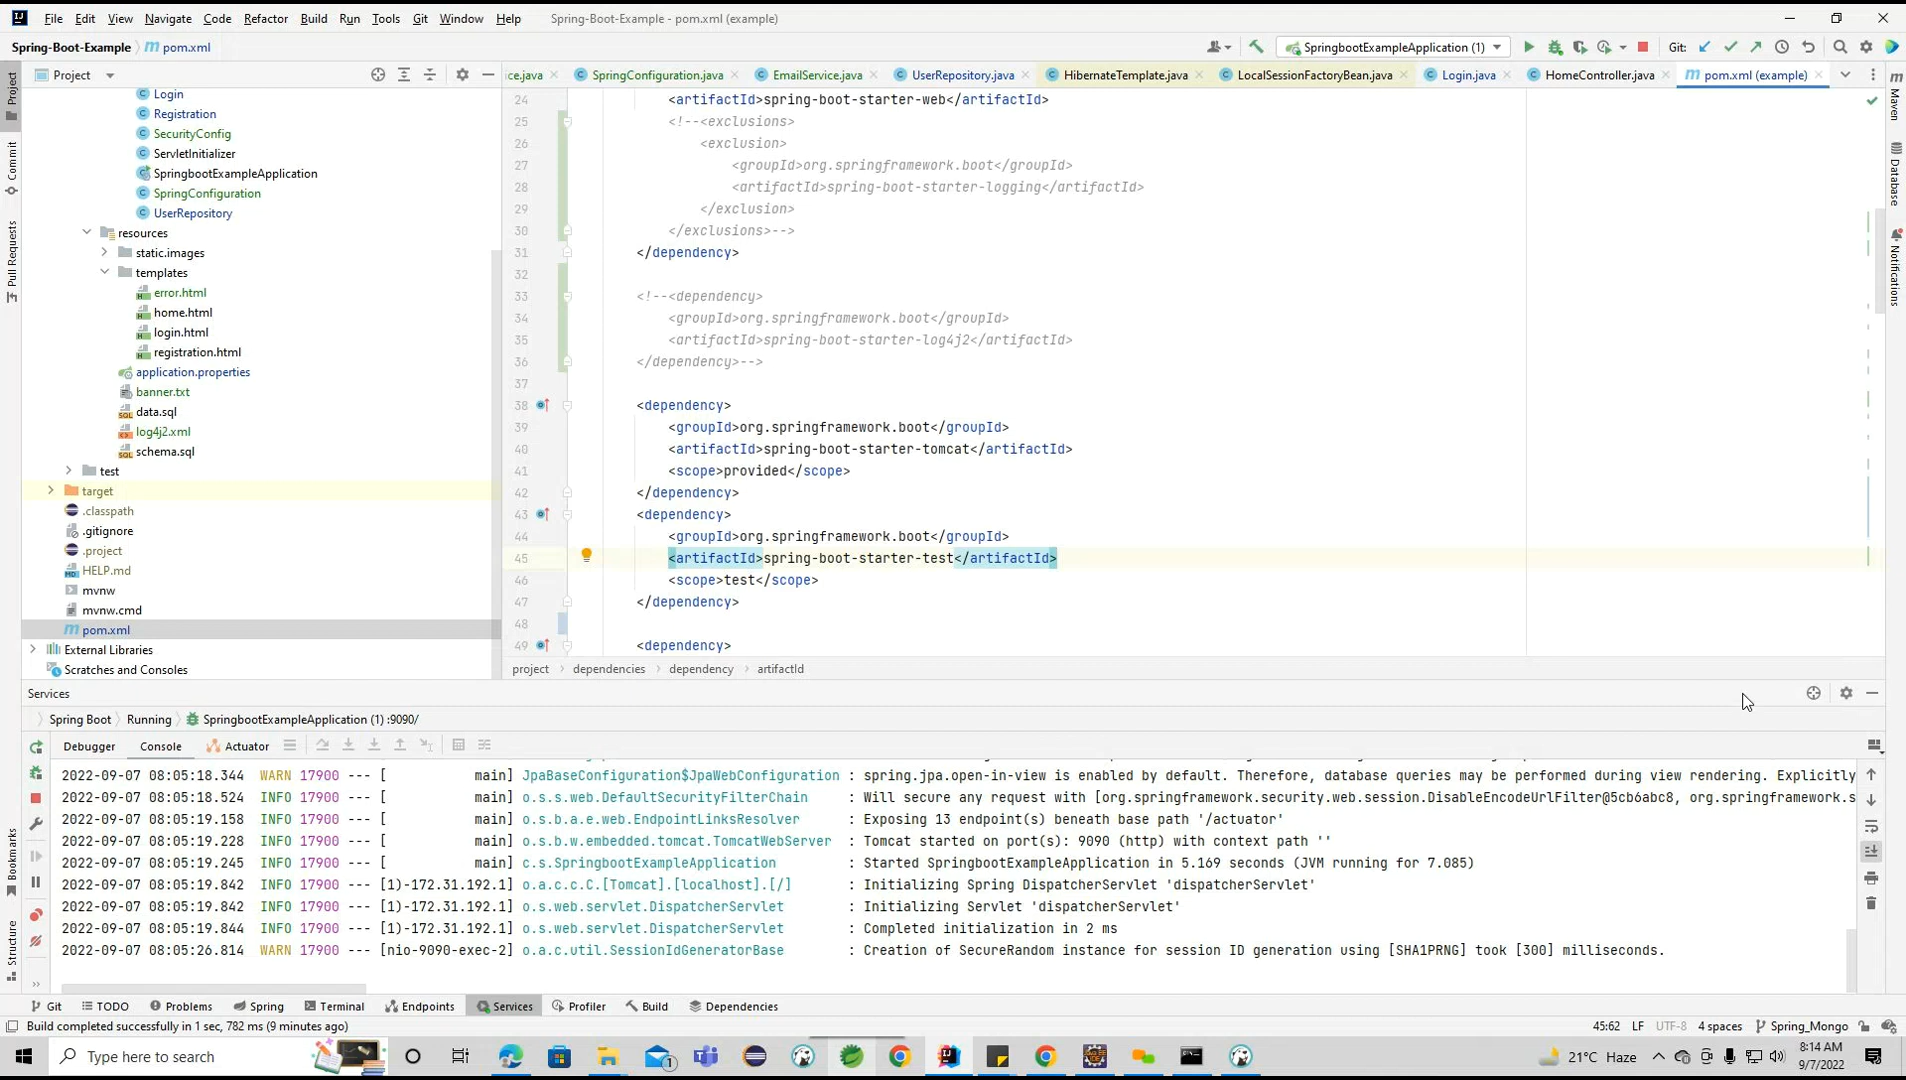 File Edit View Navigate Code Refactor Build Run Tools Git Window Help Spring-Boot-Example - pom.xml (example)
Spring-Boot-Example pom.xml SpringbootExampleApplication (1) Git:
Project ce.java SpringConfiguration.java EmailService.java UserRepository.java HibernateTemplate.java LocalSessionFactoryBean.java Login.java HomeController.java pom.xml (example)
Project
Commit
Pull Requests
Bookmarks
Structure
Maven
Database
Notifications
Login
Registration
SecurityConfig
ServletInitializer
SpringbootExampleApplication
SpringConfiguration
UserRepository
resources
static.images
templates
error.html
home.html
login.html
registration.html
application.properties
banner.txt
data.sql
log4j2.xml
schema.sql
test
target
.classpath
.gitignore
.project
HELP.md
mvnw
mvnw.cmd
pom.xml
External Libraries
Scratches and Consoles
24 <artifactId>spring-boot-starter-web</artifactId>
25 <!--<exclusions>
26 <exclusion>
27 <groupId>org.springframework.boot</groupId>
28 <artifactId>spring-boot-starter-logging</artifactId>
29 </exclusion>
30 </exclusions>-->
31 </dependency>
32
33 <!--<dependency>
34 <groupId>org.springframework.boot</groupId>
35 <artifactId>spring-boot-starter-log4j2</artifactId>
36 </dependency>-->
37
38 <dependency>
39 <groupId>org.springframework.boot</groupId>
40 <artifactId>spring-boot-starter-tomcat</artifactId>
41 <scope>provided</scope>
42 </dependency>
43 <dependency>
44 <groupId>org.springframework.boot</groupId>
45 <artifactId>spring-boot-starter-test</artifactId>
46 <scope>test</scope>
47 </dependency>
48
49 <dependency>
project dependencies dependency artifactId
Services
Spring Boot Running SpringbootExampleApplication (1) :9090/
Debugger Console Actuator
2022-09-07 08:05:18.344 WARN 17900 --- [ main] JpaBaseConfiguration$JpaWebConfiguration : spring.jpa.open-in-view is enabled by default. Therefore, database queries may be performed during view rendering. Explicitly
2022-09-07 08:05:18.524 INFO 17900 --- [ main] o.s.s.web.DefaultSecurityFilterChain : Will secure any request with [org.springframework.security.web.session.DisableEncodeUrlFilter@5cb6abc8, org.springframework.s
2022-09-07 08:05:19.158 INFO 17900 --- [ main] o.s.b.a.e.web.EndpointLinksResolver : Exposing 13 endpoint(s) beneath base path '/actuator'
2022-09-07 08:05:19.228 INFO 17900 --- [ main] o.s.b.w.embedded.tomcat.TomcatWebServer : Tomcat started on port(s): 9090 (http) with context path ''
2022-09-07 08:05:19.245 INFO 17900 --- [ main] c.s.SpringbootExampleApplication : Started SpringbootExampleApplication in 5.169 seconds (JVM running for 7.085)
2022-09-07 08:05:19.842 INFO 17900 --- [1)-172.31.192.1] o.a.c.c.C.[Tomcat].[localhost].[/] : Initializing Spring DispatcherServlet 'dispatcherServlet'
2022-09-07 08:05:19.842 INFO 17900 --- [1)-172.31.192.1] o.s.web.servlet.DispatcherServlet : Initializing Servlet 'dispatcherServlet'
2022-09-07 08:05:19.844 INFO 17900 --- [1)-172.31.192.1] o.s.web.servlet.DispatcherServlet : Completed initialization in 2 ms
2022-09-07 08:05:26.814 WARN 17900 --- [nio-9090-exec-2] o.a.c.util.SessionIdGeneratorBase : Creation of SecureRandom instance for session ID generation using [SHA1PRNG] took [300] milliseconds.
Git TODO Problems Spring Terminal Endpoints Services Profiler Build Dependencies
Build completed successfully in 1 sec, 782 ms (9 minutes ago) 45:62 LF UTF-8 4 spaces Spring_Mongo
Type here to search 21°C Haze 8:14 AM
9/7/2022